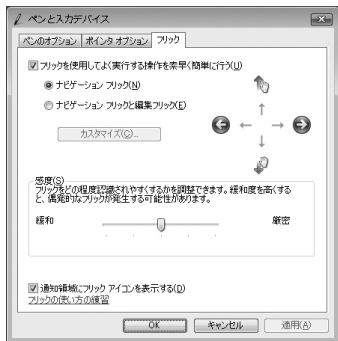 ペンと入力デバイス
ペンのオプション ポインタ オプション フリック
フリックを使用してよく実行する操作を素早く簡単に行う(U)
ナビゲーション フリック(N)
ナビゲーション フリックと編集フリック(E)
カスタマイズ(C)...
感度(S)
フリックをどの程度認識されやすくするかを調整できます。緩和度を高くする
と、偶発的なフリックが発生する可能性があります。
緩和 厳密
通知領域にフリック アイコンを表示する(D)
フリックの使い方の練習
OK キャンセル 適用(A)